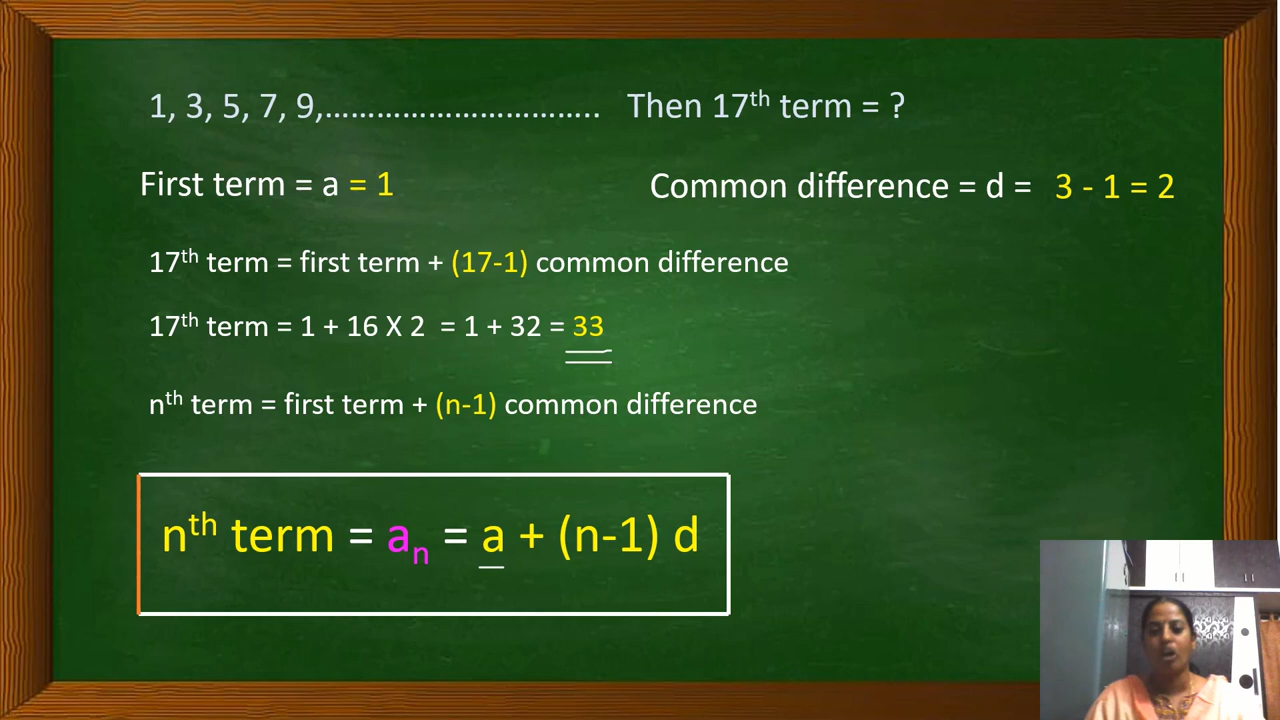 1, 3, 5, 7, 9,…………………………….. Then 17th term = ?
First term = a = 1 Common difference = d = 3 - 1 = 2
17th term = first term + (17-1) common difference
17th term = 1 + 16 X 2 = 1 + 32 = 33
nth term = first term + (n-1) common difference
nth term = an = a + (n-1) d